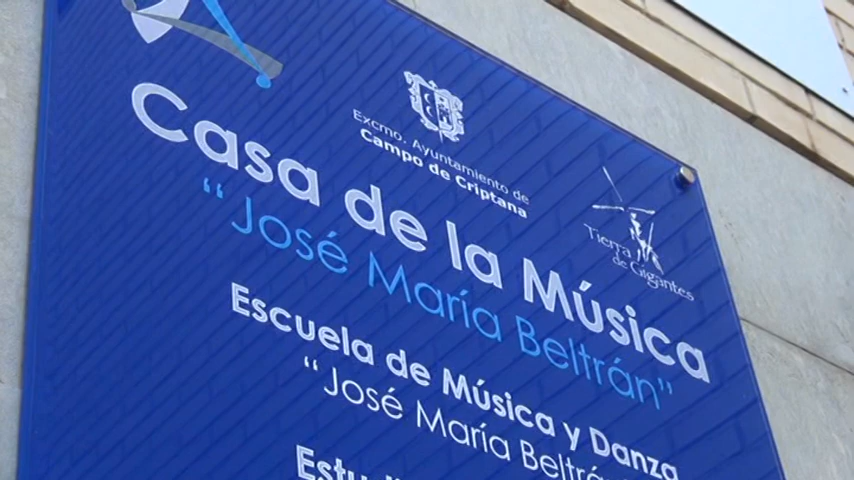 Excmo. Ayuntamiento de
Campo de Criptana
Tierra
de Gigantes
Casa de la Música
"José María Beltrán"
Escuela de Música y Danza
"José María Beltrán